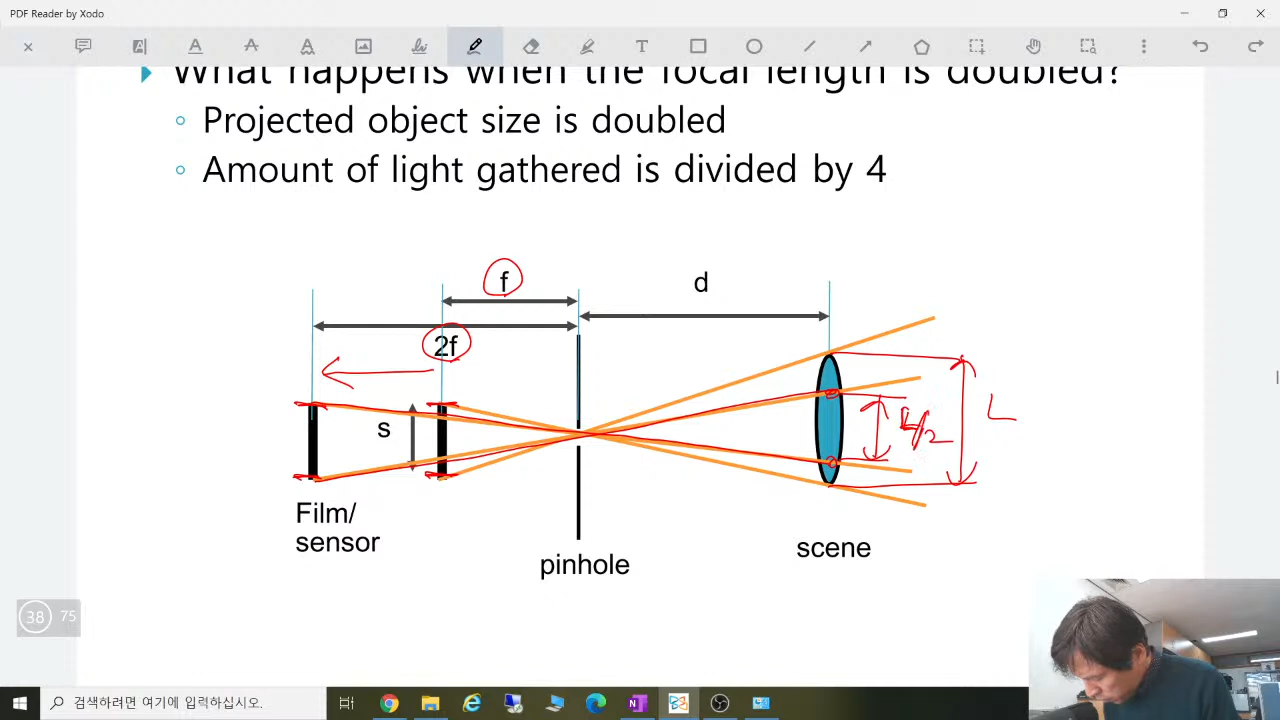 PDF Reader by Xodo
What happens when the focal length is doubled?
Projected object size is doubled
Amount of light gathered is divided by 4
f
d
2f
s
L/2
L
Film/
sensor
pinhole
scene
38 75
검색하려면 여기에 입력하십시오.